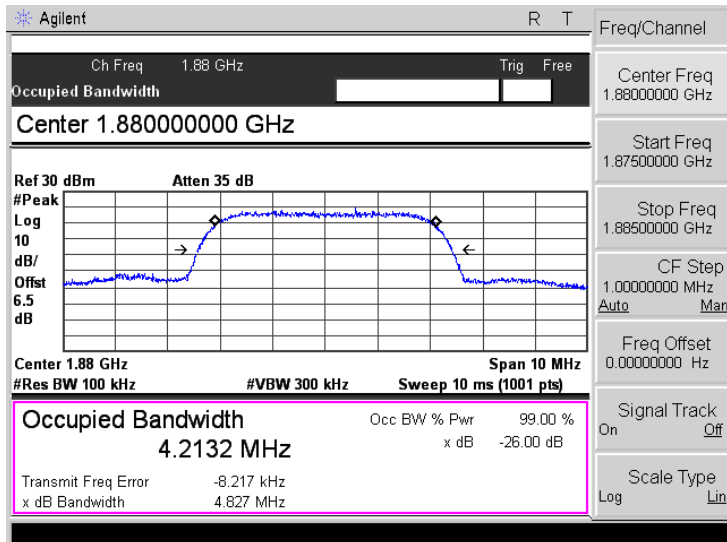 Agilent R T
Ch Freq 1.88 GHz Trig Free
Occupied Bandwidth
Center 1.880000000 GHz
Ref 30 dBm Atten 35 dB
#Peak
Log
10
dB/
Offst
6.5
dB
Center 1.88 GHz Span 10 MHz
#Res BW 100 kHz #VBW 300 kHz Sweep 10 ms (1001 pts)
Occupied Bandwidth Occ BW % Pwr 99.00 %
4.2132 MHz x dB -26.00 dB
Transmit Freq Error -8.217 kHz
x dB Bandwidth 4.827 MHz
Freq/Channel
Center Freq
1.88000000 GHz
Start Freq
1.87500000 GHz
Stop Freq
1.88500000 GHz
CF Step
1.00000000 MHz
Auto Man
Freq Offset
0.00000000 Hz
Signal Track
On Off
Scale Type
Log Lin